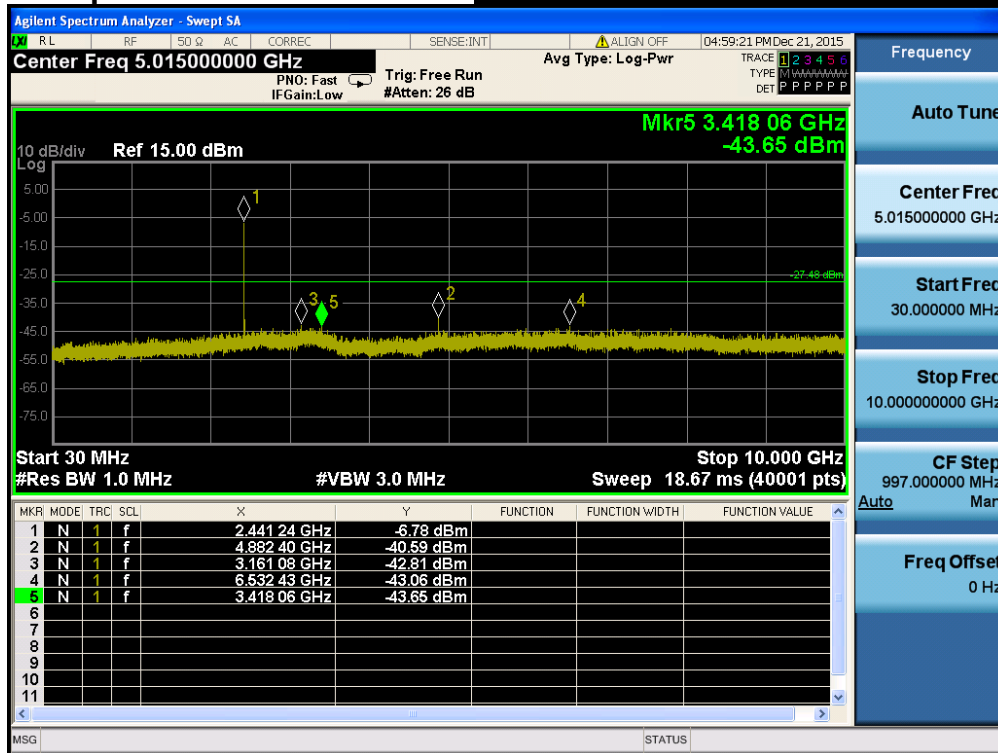 Agilent Spectrum Analyzer - Swept SA
LXI RL RF 50 Ω AC CORREC SENSE:INT ALIGN OFF 04:59:21 PM Dec 21, 2015
Center Freq 5.015000000 GHz
PNO: Fast
IFGain:Low
Trig: Free Run
#Atten: 26 dB
Avg Type: Log-Pwr
TRACE 1 2 3 4 5 6
TYPE M
DET P P P P P P
Mkr5 3.418 06 GHz
-43.65 dBm
10 dB/div Ref 15.00 dBm
Log
5.00
-5.00
-15.0
-25.0
-35.0
-45.0
-55.0
-65.0
-75.0
1
-27.48 dBm
3 5 2 4
Start 30 MHz Stop 10.000 GHz
#Res BW 1.0 MHz #VBW 3.0 MHz Sweep 18.67 ms (40001 pts)
MKR MODE TRC SCL X Y FUNCTION FUNCTION WIDTH FUNCTION VALUE
1 N 1 f 2.441 24 GHz -6.78 dBm
2 N 1 f 4.882 40 GHz -40.59 dBm
3 N 1 f 3.161 08 GHz -42.81 dBm
4 N 1 f 6.532 43 GHz -43.06 dBm
5 N 1 f 3.418 06 GHz -43.65 dBm
6
7
8
9
10
11
MSG STATUS
Frequency
Auto Tune
Center Freq
5.015000000 GHz
Start Freq
30.000000 MHz
Stop Freq
10.000000000 GHz
CF Step
997.000000 MHz
Auto Man
Freq Offset
0 Hz